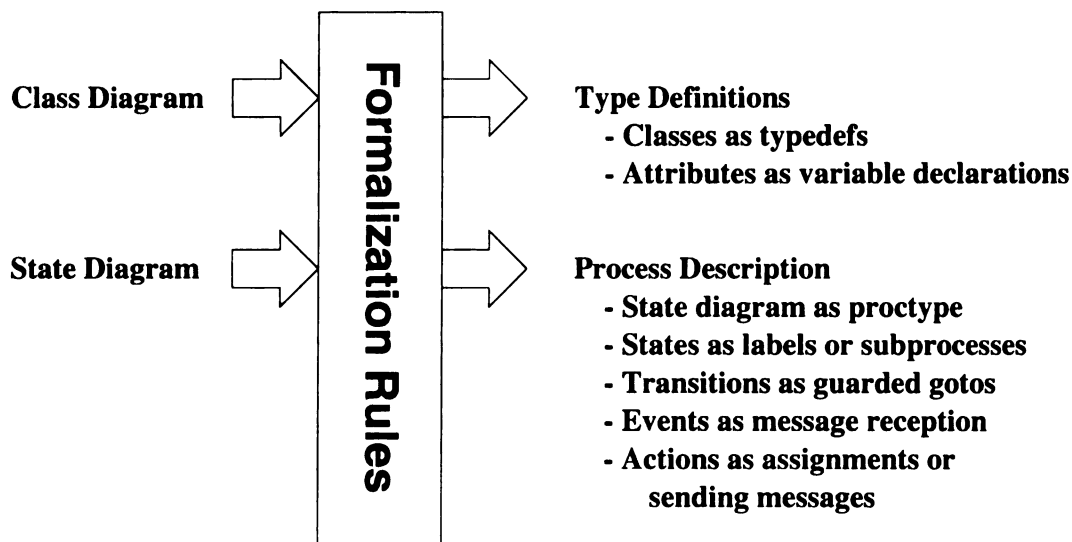 Class Diagram
Formalization Rules
Type Definitions
- Classes as typedefs
- Attributes as variable declarations
State Diagram
Process Description
- State diagram as proctype
- States as labels or subprocesses
- Transitions as guarded gotos
- Events as message reception
- Actions as assignments or
sending messages